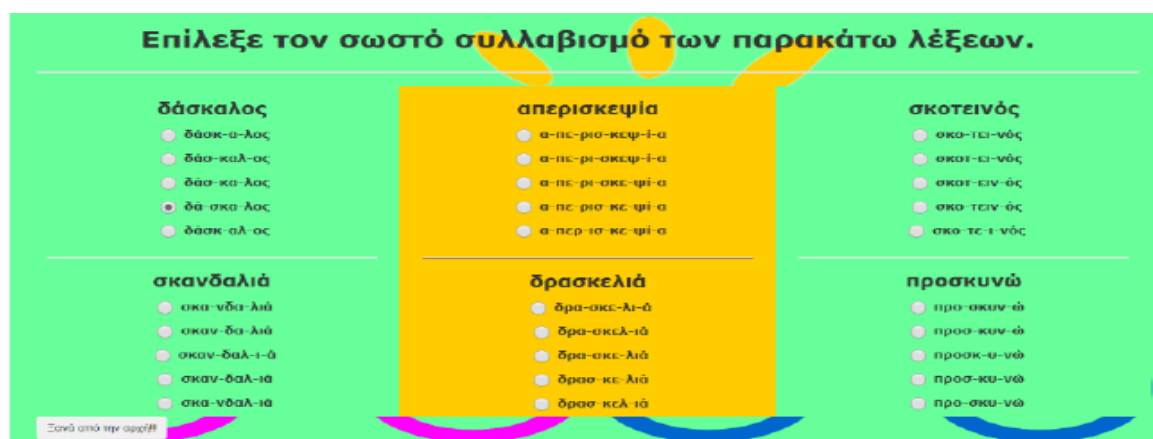 Επίλεξε τον σωστό συλλαβισμό των παρακάτω λέξεων.
δάσκαλος
δάσκ-α-λος
δάσ-καλ-ος
δάσ-κα-λος
δά-σκα-λος
δάσκ-αλ-ος
απερισκεψία
α-πε-ρισ-κεψ-ί-α
α-πε-ρι-σκεψ-ί-α
α-πε-ρι-σκε-ψί-α
α-πε-ρισ-κε-ψί-α
α-περ-ισ-κε-ψί-α
σκοτεινός
σκο-τει-νός
σκοτ-ει-νός
σκοτ-ειν-ός
σκο-τειν-ός
σκο-τε-ι-νός
σκανδαλιά
σκα-νδα-λιά
σκαν-δα-λιά
σκαν-δαλ-ι-ά
σκαν-δαλ-ιά
σκα-νδαλ-ιά
δρασκελιά
δρα-σκε-λι-ά
δρα-σκελ-ιά
δρα-σκε-λιά
δρασ-κε-λιά
δρασ-κελ-ιά
προσκυνώ
προ-σκυν-ώ
προσ-κυν-ώ
προσκ-υ-νώ
προσ-κυ-νώ
προ-σκυ-νώ
Ξανά από την αρχή!!!